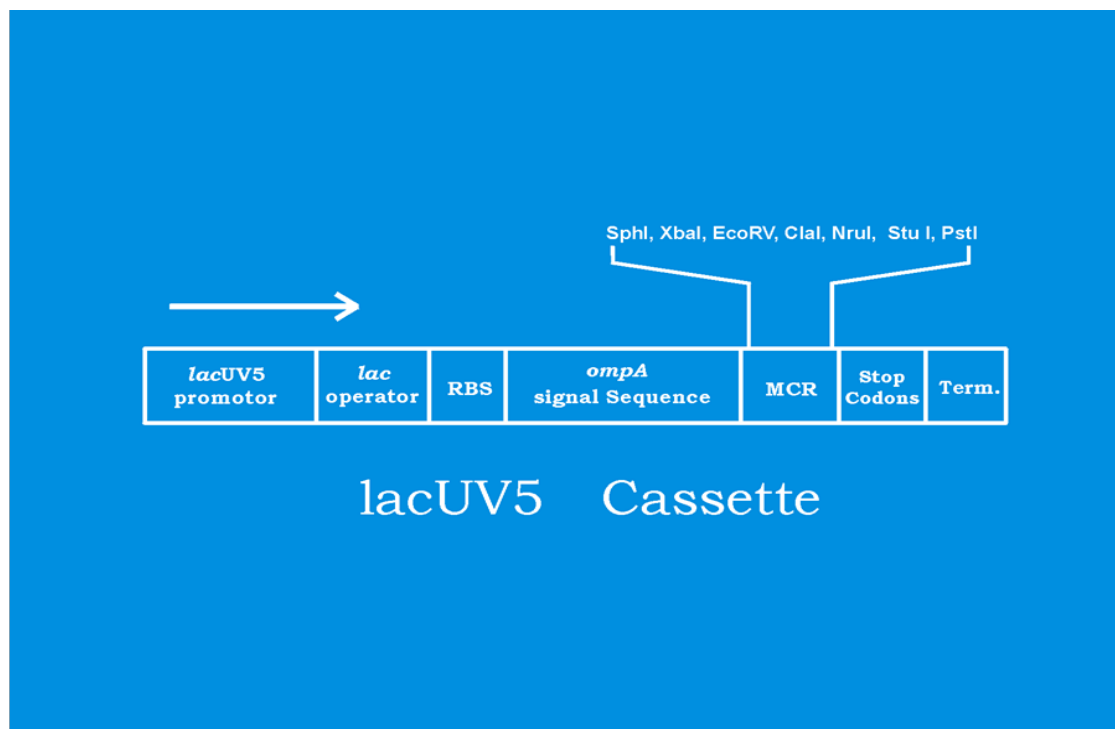 SphI, XbaI, EcoRV, ClaI, NruI, Stu I, PstI
lacUV5
promotor
lac
operator
RBS
ompA
signal Sequence
MCR
Stop
Codons
Term.
lacUV5 Cassette